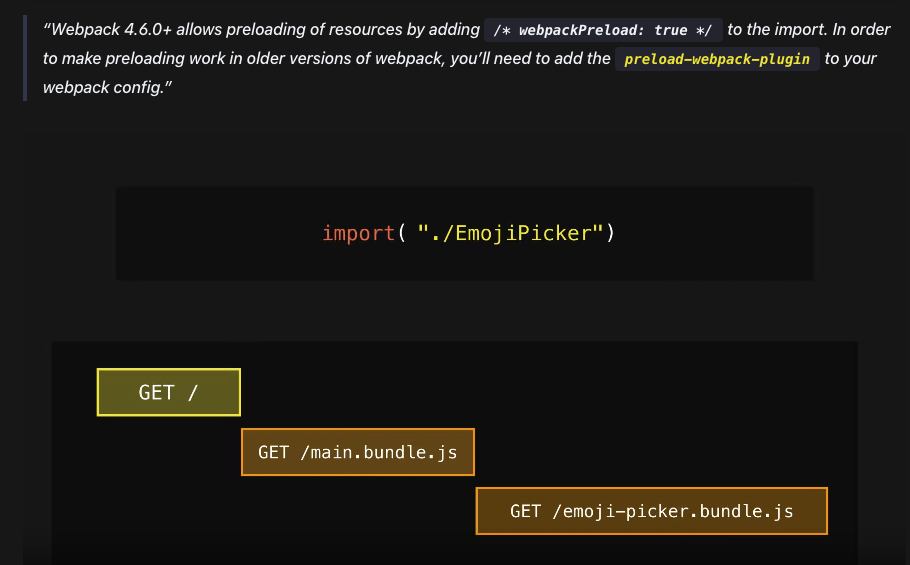 “Webpack 4.6.0+ allows preloading of resources by adding /* webpackPreload: true */ to the import. In order
to make preloading work in older versions of webpack, you’ll need to add the preload-webpack-plugin to your
webpack config.”
import( "./EmojiPicker")
GET /
GET /main.bundle.js
GET /emoji-picker.bundle.js